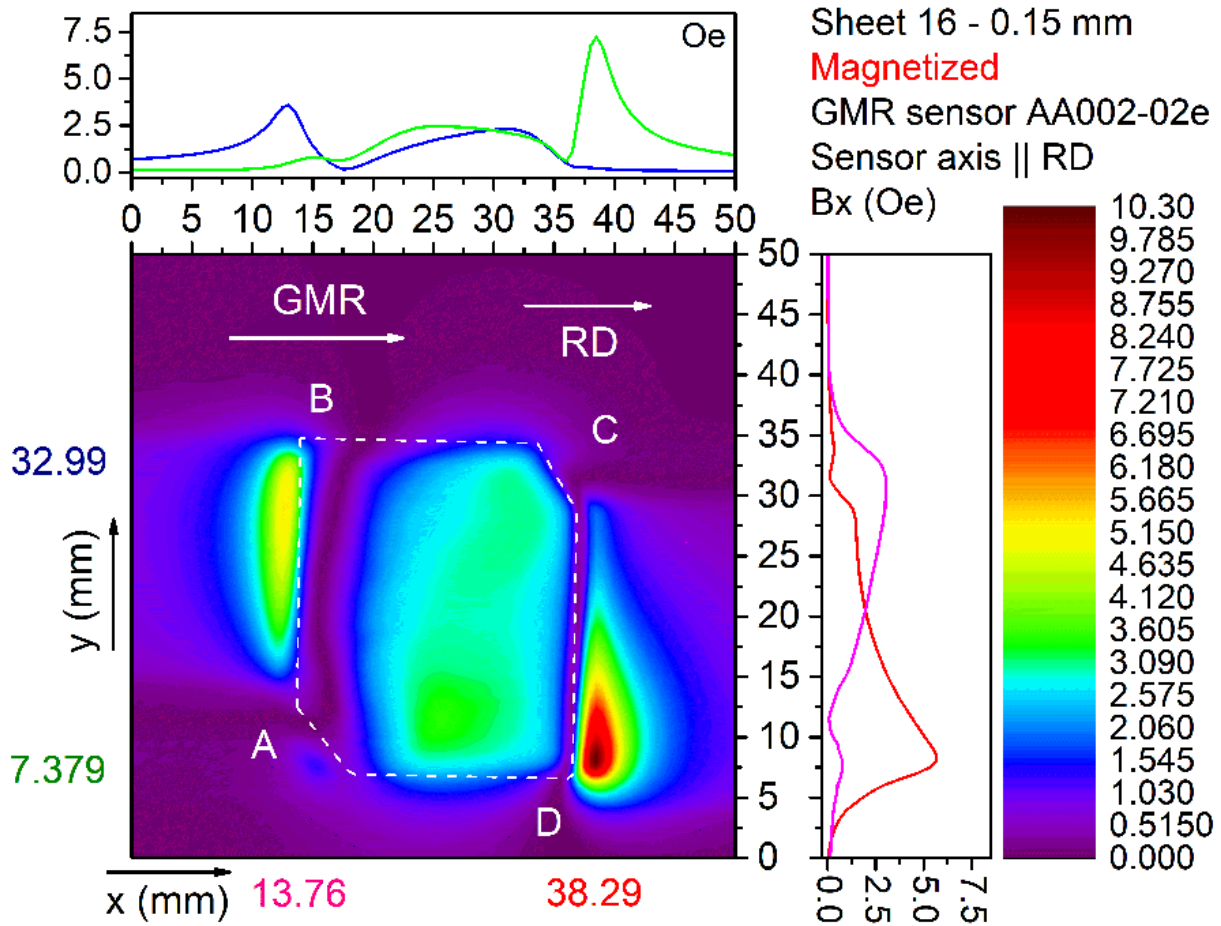 7.5
5.0
2.5
0.0
Oe
0 5 10 15 20 25 30 35 40 45 50
Sheet 16 - 0.15 mm
Magnetized
GMR sensor AA002-02e
Sensor axis || RD
Bx (Oe)
GMR
RD
B
C
A
D
32.99
7.379
y (mm)
x (mm)
13.76
38.29
50
45
40
35
30
25
20
15
10
5
0
0.0
2.5
5.0
7.5
10.30
9.785
9.270
8.755
8.240
7.725
7.210
6.695
6.180
5.665
5.150
4.635
4.120
3.605
3.090
2.575
2.060
1.545
1.030
0.5150
0.000